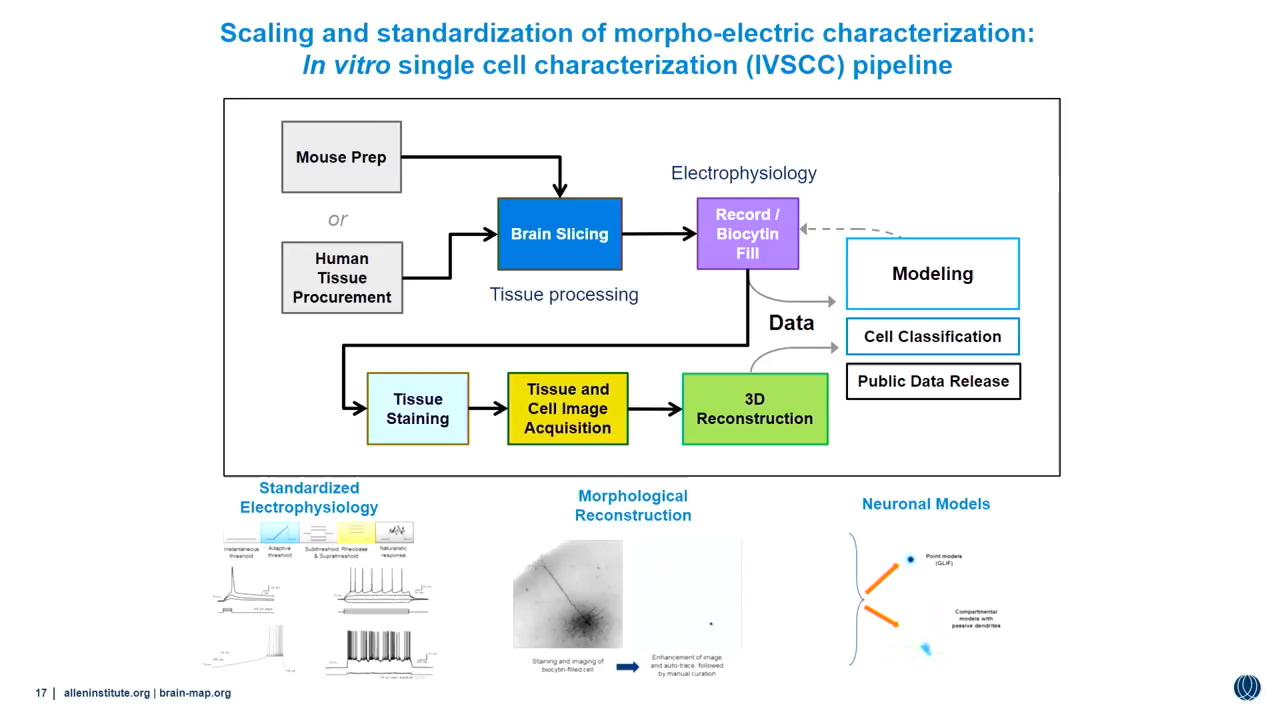 Scaling and standardization of morpho-electric characterization:
In vitro single cell characterization (IVSCC) pipeline
Mouse Prep
or
Human
Tissue
Procurement
Brain Slicing
Tissue processing
Electrophysiology
Record /
Biocytin
Fill
Modeling
Data
Cell Classification
Public Data Release
Tissue
Staining
Tissue and
Cell Image
Acquisition
3D
Reconstruction
Standardized
Electrophysiology
Instantaneous
threshold
Adaptive
threshold
Subthreshold, Rheobase
& Suprathreshold
Naturalistic
response
Morphological
Reconstruction
Staining and imaging of
biocytin-filled cell
Enhancement of image
and auto-trace, followed
by manual curation
Neuronal Models
Point models
(GLIF)
Compartmental
models with
passive dendrites
17 | alleninstitute.org | brain-map.org